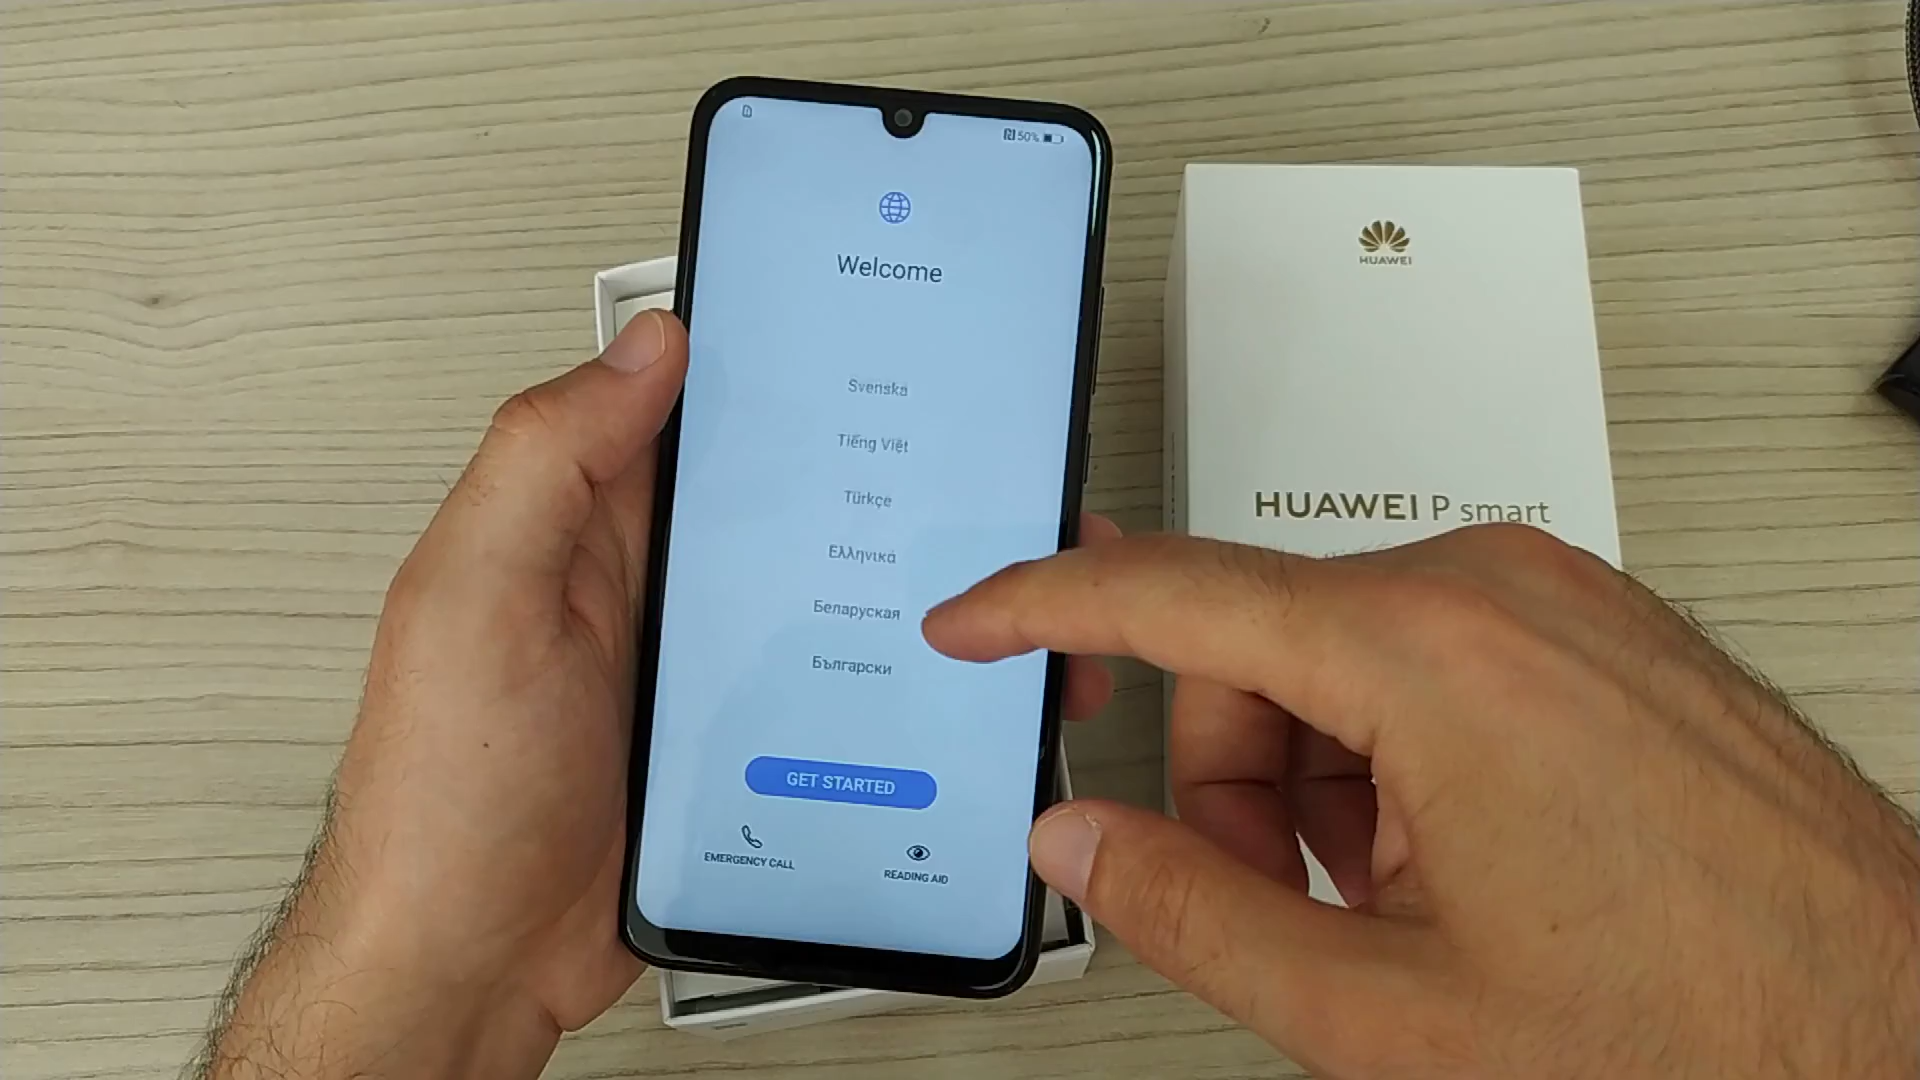 50%
Welcome
Svenska
Tiếng Việt
Türkçe
Ελληνικά
Беларуская
Български
GET STARTED
EMERGENCY CALL
READING AID
HUAWEI
HUAWEI P smart